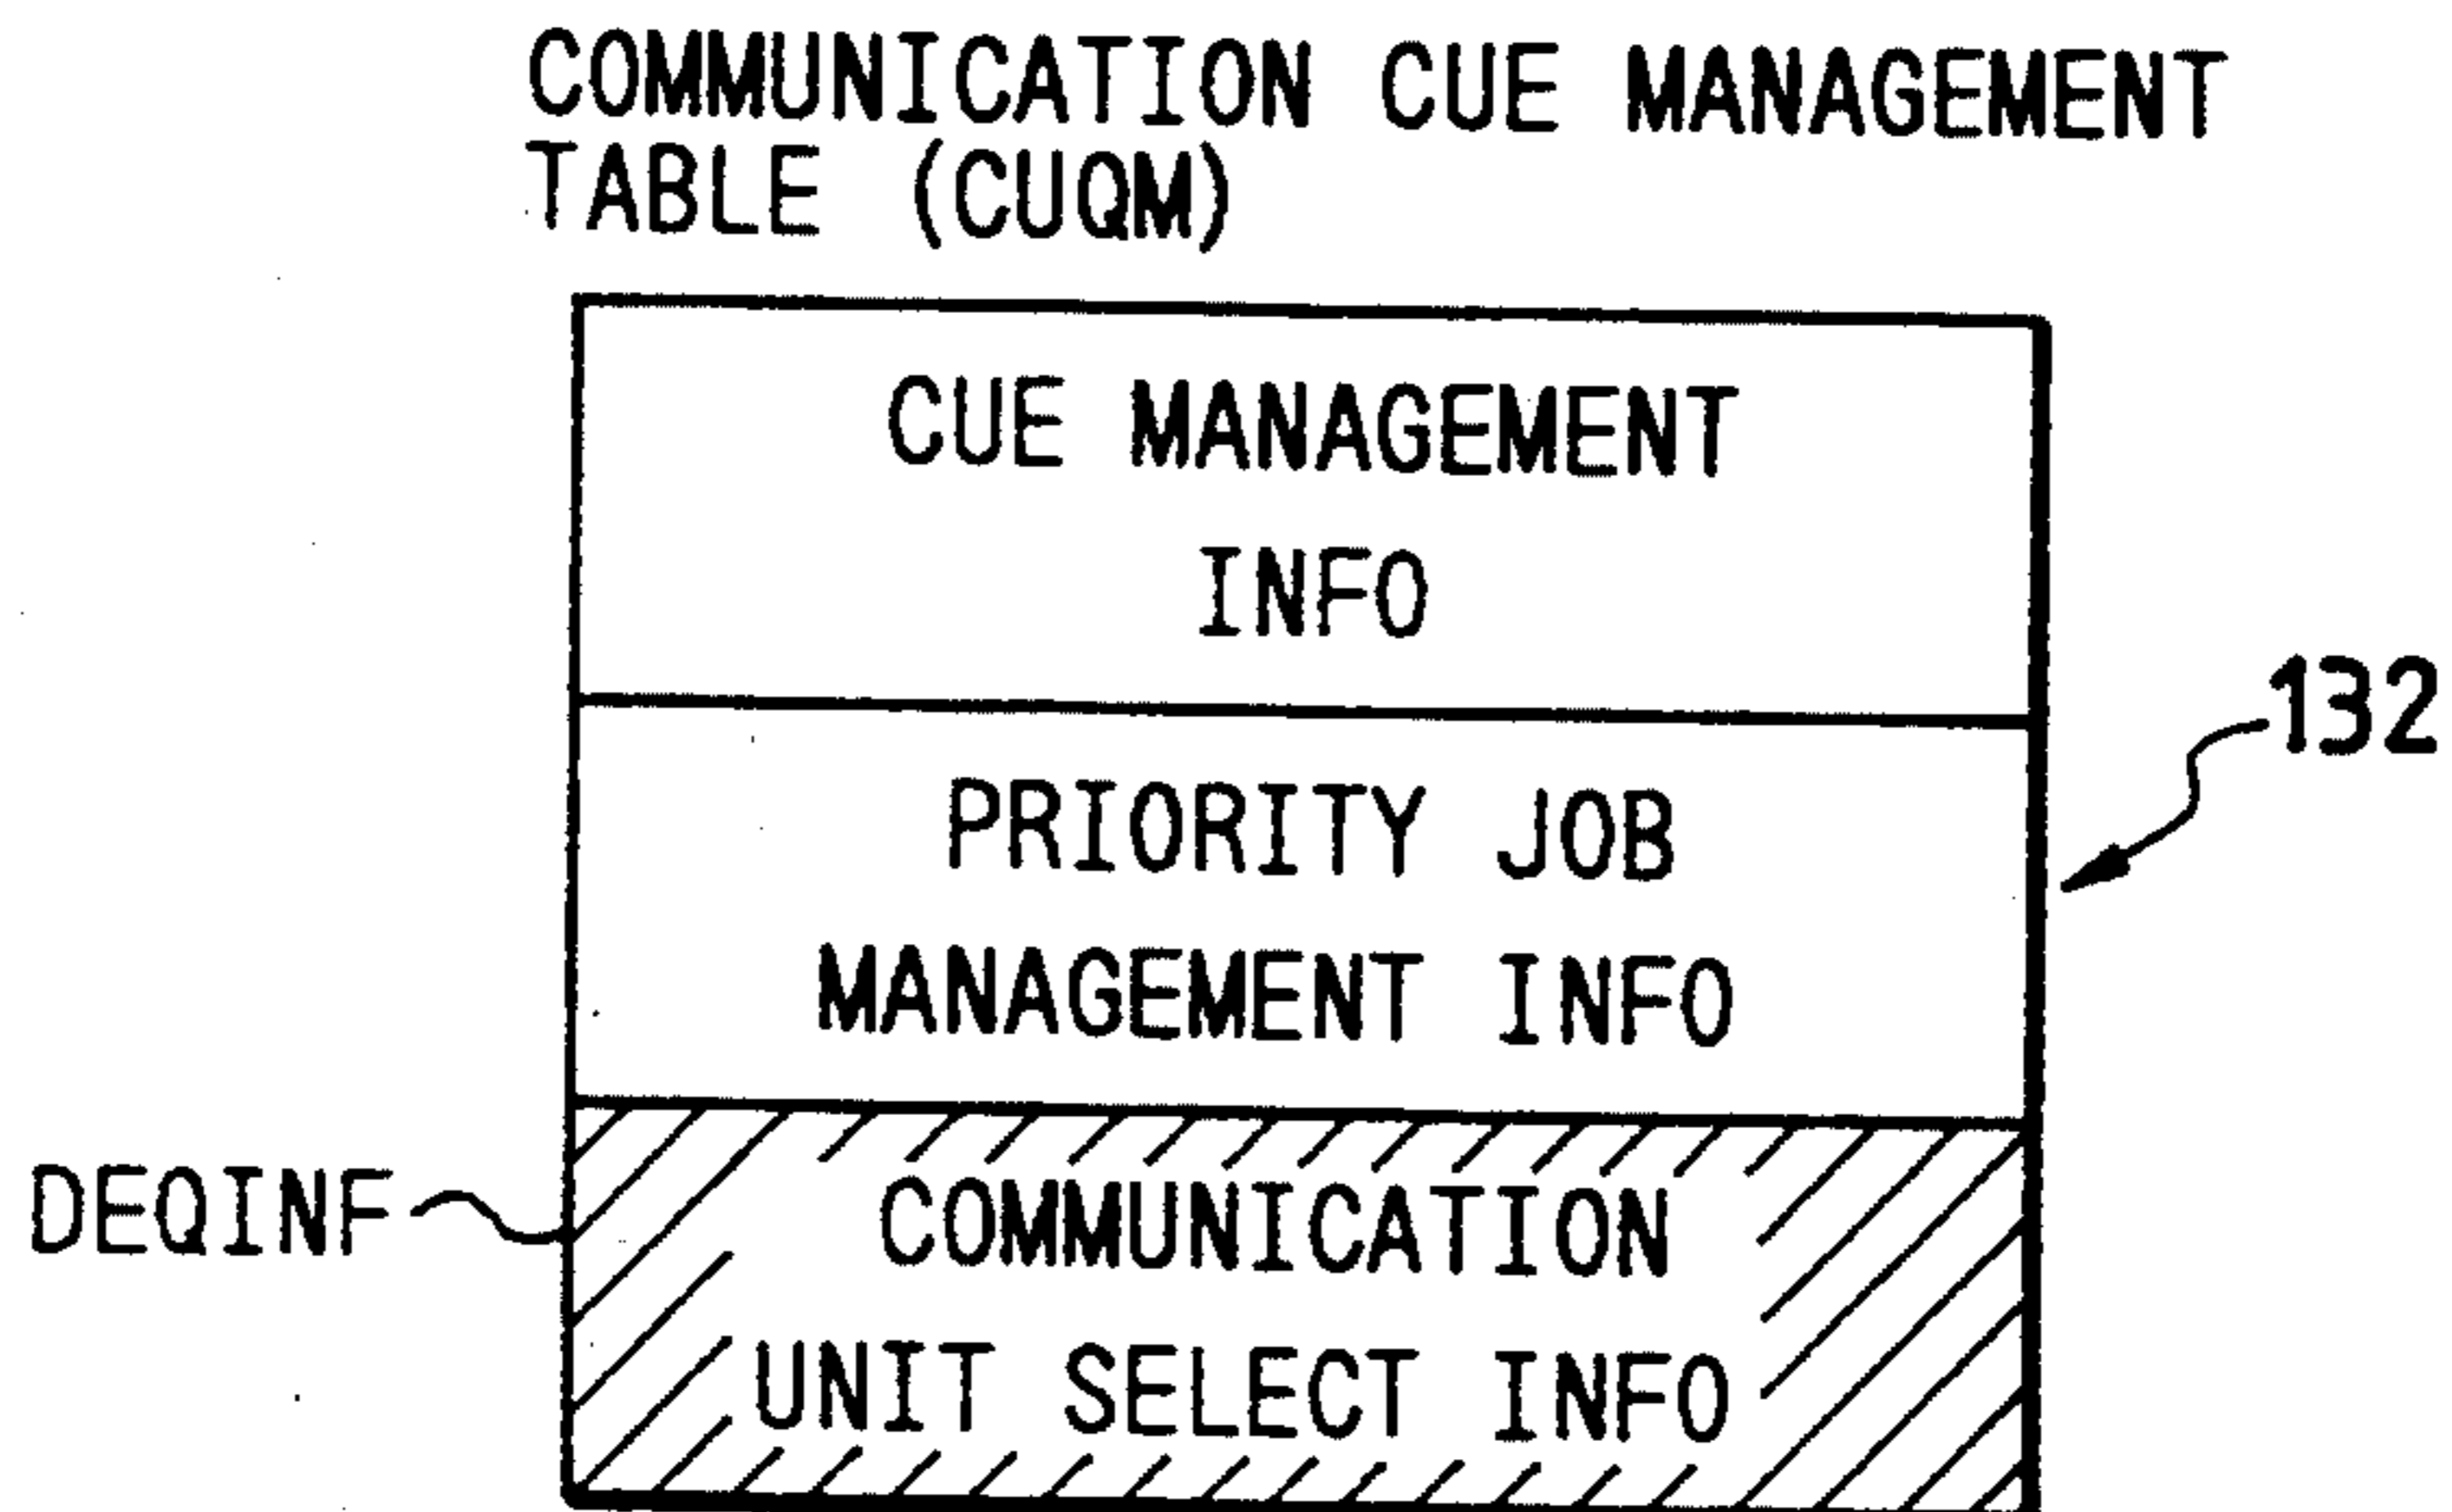 COMMUNICATION CUE MANAGEMENT
TABLE (CUQM)
CUE MANAGEMENT
INFO
132
PRIORITY JOB
MANAGEMENT INFO
DEQINF
COMMUNICATION
UNIT SELECT INFO